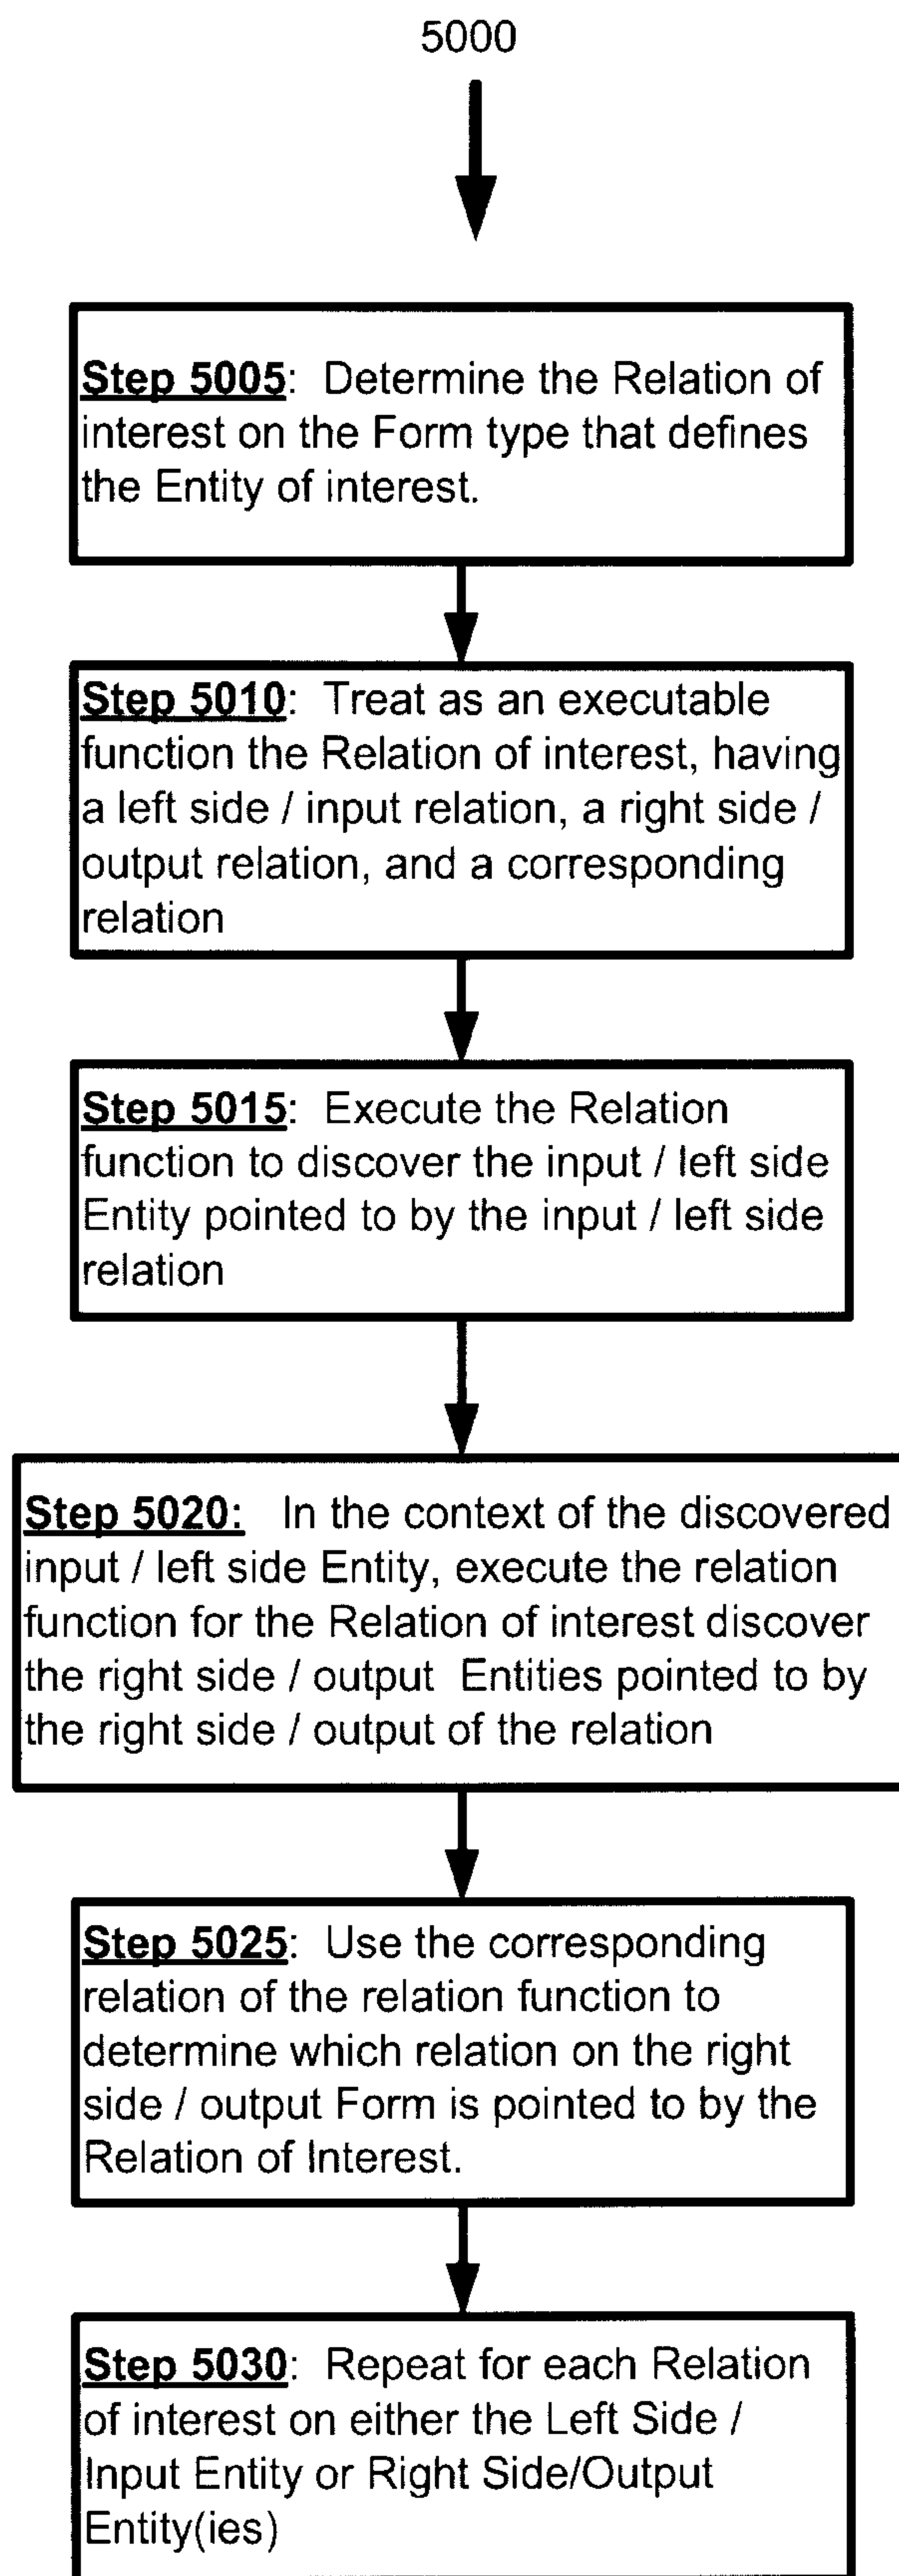 5000
Step 5005: Determine the Relation of
interest on the Form type that defines
the Entity of interest.
Step 5010: Treat as an executable
function the Relation of interest, having
a left side / input relation, a right side /
output relation, and a corresponding
relation
Step 5015: Execute the Relation
function to discover the input / left side
Entity pointed to by the input / left side
relation
Step 5020: In the context of the discovered
input / left side Entity, execute the relation
function for the Relation of interest discover
the right side / output Entities pointed to by
the right side / output of the relation
Step 5025: Use the corresponding
relation of the relation function to
determine which relation on the right
side / output Form is pointed to by the
Relation of Interest.
Step 5030: Repeat for each Relation
of interest on either the Left Side /
Input Entity or Right Side/Output
Entity(ies)